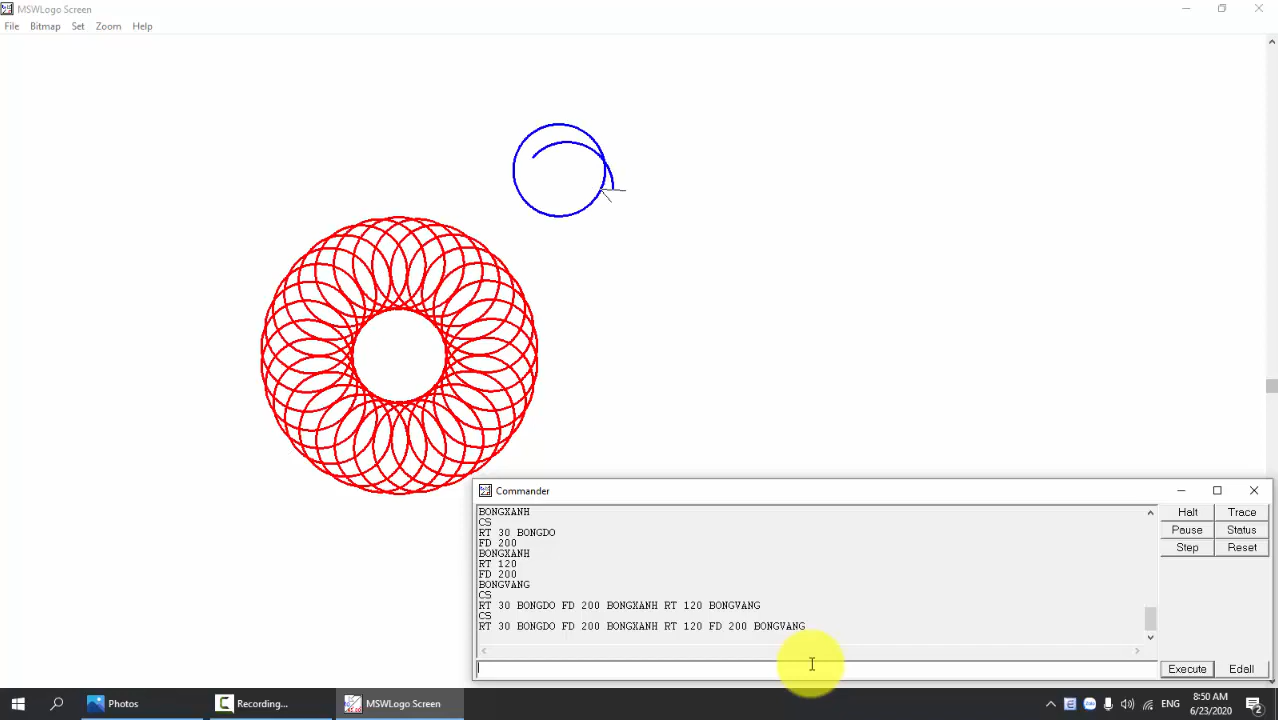 MSWLogo Screen
File Bitmap Set Zoom Help
Commander
BONGXANH
CS
RT 30 BONGDO
FD 200
BONGXANH
RT 120
FD 200
BONGVANG
CS
RT 30 BONGDO FD 200 BONGXANH RT 120 BONGVANG
CS
RT 30 BONGDO FD 200 BONGXANH RT 120 FD 200 BONGVANG
Halt Trace
Pause Status
Step Reset
Execute Edall
Photos Recording... MSWLogo Screen ENG 8:50 AM
6/23/2020